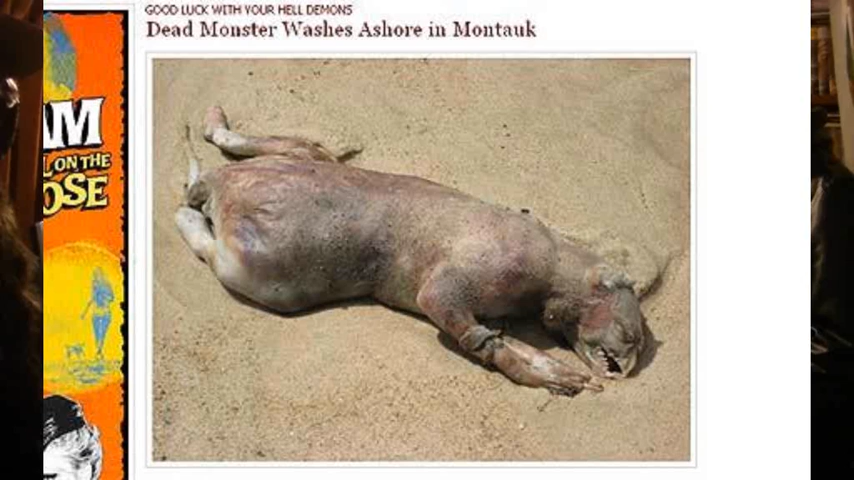 GOOD LUCK WITH YOUR HELL DEMONS
Dead Monster Washes Ashore in Montauk
AM
L ON THE
OSE